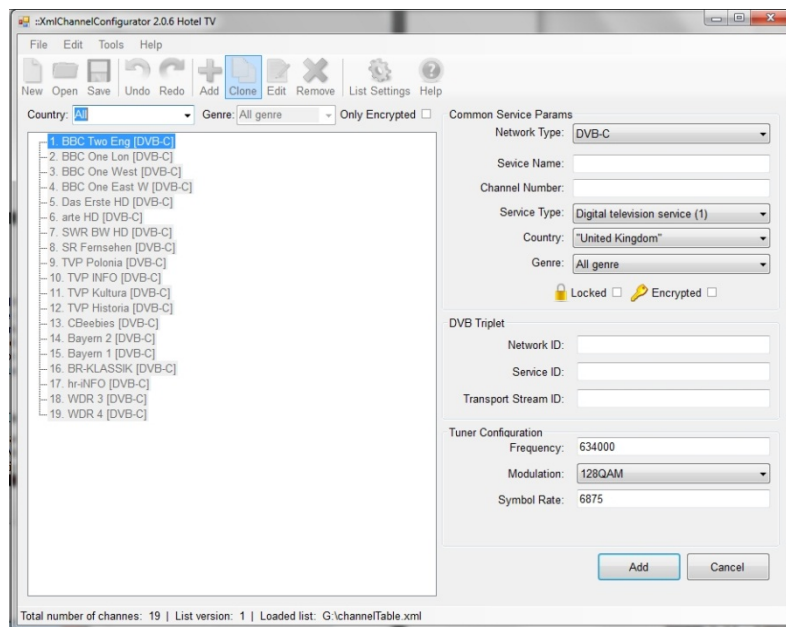 ::XmlChannelConfigurator 2.0.6 Hotel TV
File Edit Tools Help
New Open Save Undo Redo Add Clone Edit Remove List Settings Help
Country: All Genre: All genre Only Encrypted
1. BBC Two Eng [DVB-C]
2. BBC One Lon [DVB-C]
3. BBC One West [DVB-C]
4. BBC One East W [DVB-C]
5. Das Erste HD [DVB-C]
6. arte HD [DVB-C]
7. SWR BW HD [DVB-C]
8. SR Fernsehen [DVB-C]
9. TVP Polonia [DVB-C]
10. TVP INFO [DVB-C]
11. TVP Kultura [DVB-C]
12. TVP Historia [DVB-C]
13. CBeebies [DVB-C]
14. Bayern 2 [DVB-C]
15. Bayern 1 [DVB-C]
16. BR-KLASSIK [DVB-C]
17. hr-iNFO [DVB-C]
18. WDR 3 [DVB-C]
19. WDR 4 [DVB-C]
Common Service Params
Network Type: DVB-C
Sevice Name:
Channel Number:
Service Type: Digital television service (1)
Country: "United Kingdom"
Genre: All genre
Locked Encrypted
DVB Triplet
Network ID:
Service ID:
Transport Stream ID:
Tuner Configuration
Frequency: 634000
Modulation: 128QAM
Symbol Rate: 6875
Add Cancel
Total number of channes: 19 | List version: 1 | Loaded list: G:\channelTable.xml